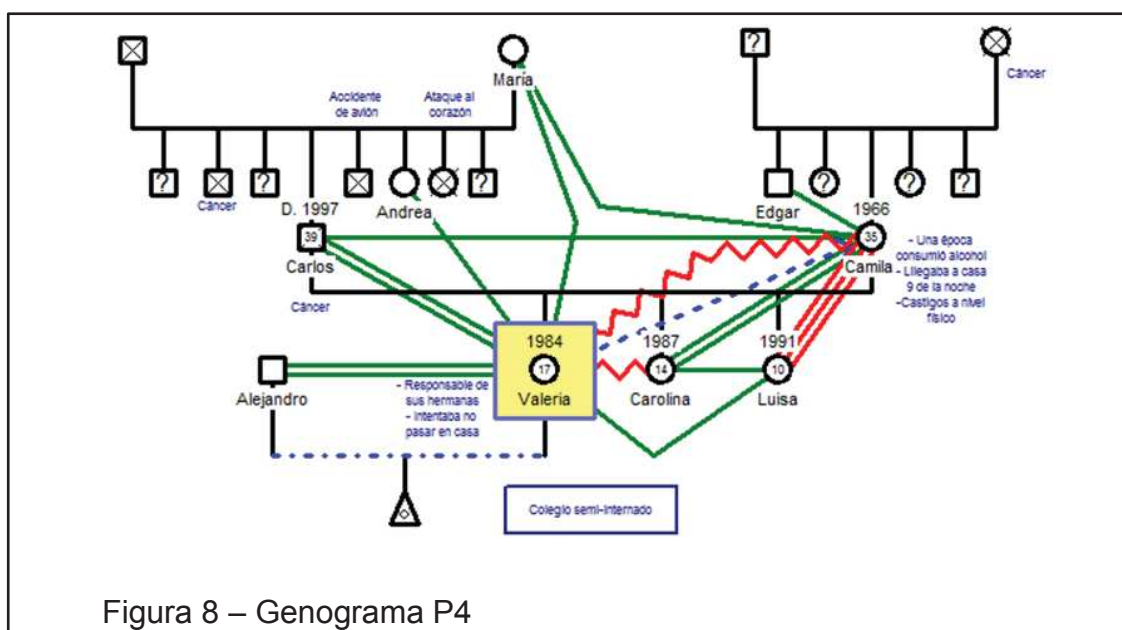 ?
María
Cáncer
Accidente
de avión
Ataque al
corazón
? ? ? ? ? ?
Cáncer
D. 1997
Andrea
Edgar
1966
39
Carlos
35
Camila
- Una época
consumió alcohol
- Llegaba a casa
9 de la noche
-Castigos a nivel
físico
Cáncer
1984
1987
1991
17
14
10
Alejandro
Valeria
Carolina
Luisa
- Responsable de
sus hermanas
- Intentaba no
pasar en casa
Colegio semi-internado
Figura 8 – Genograma P4